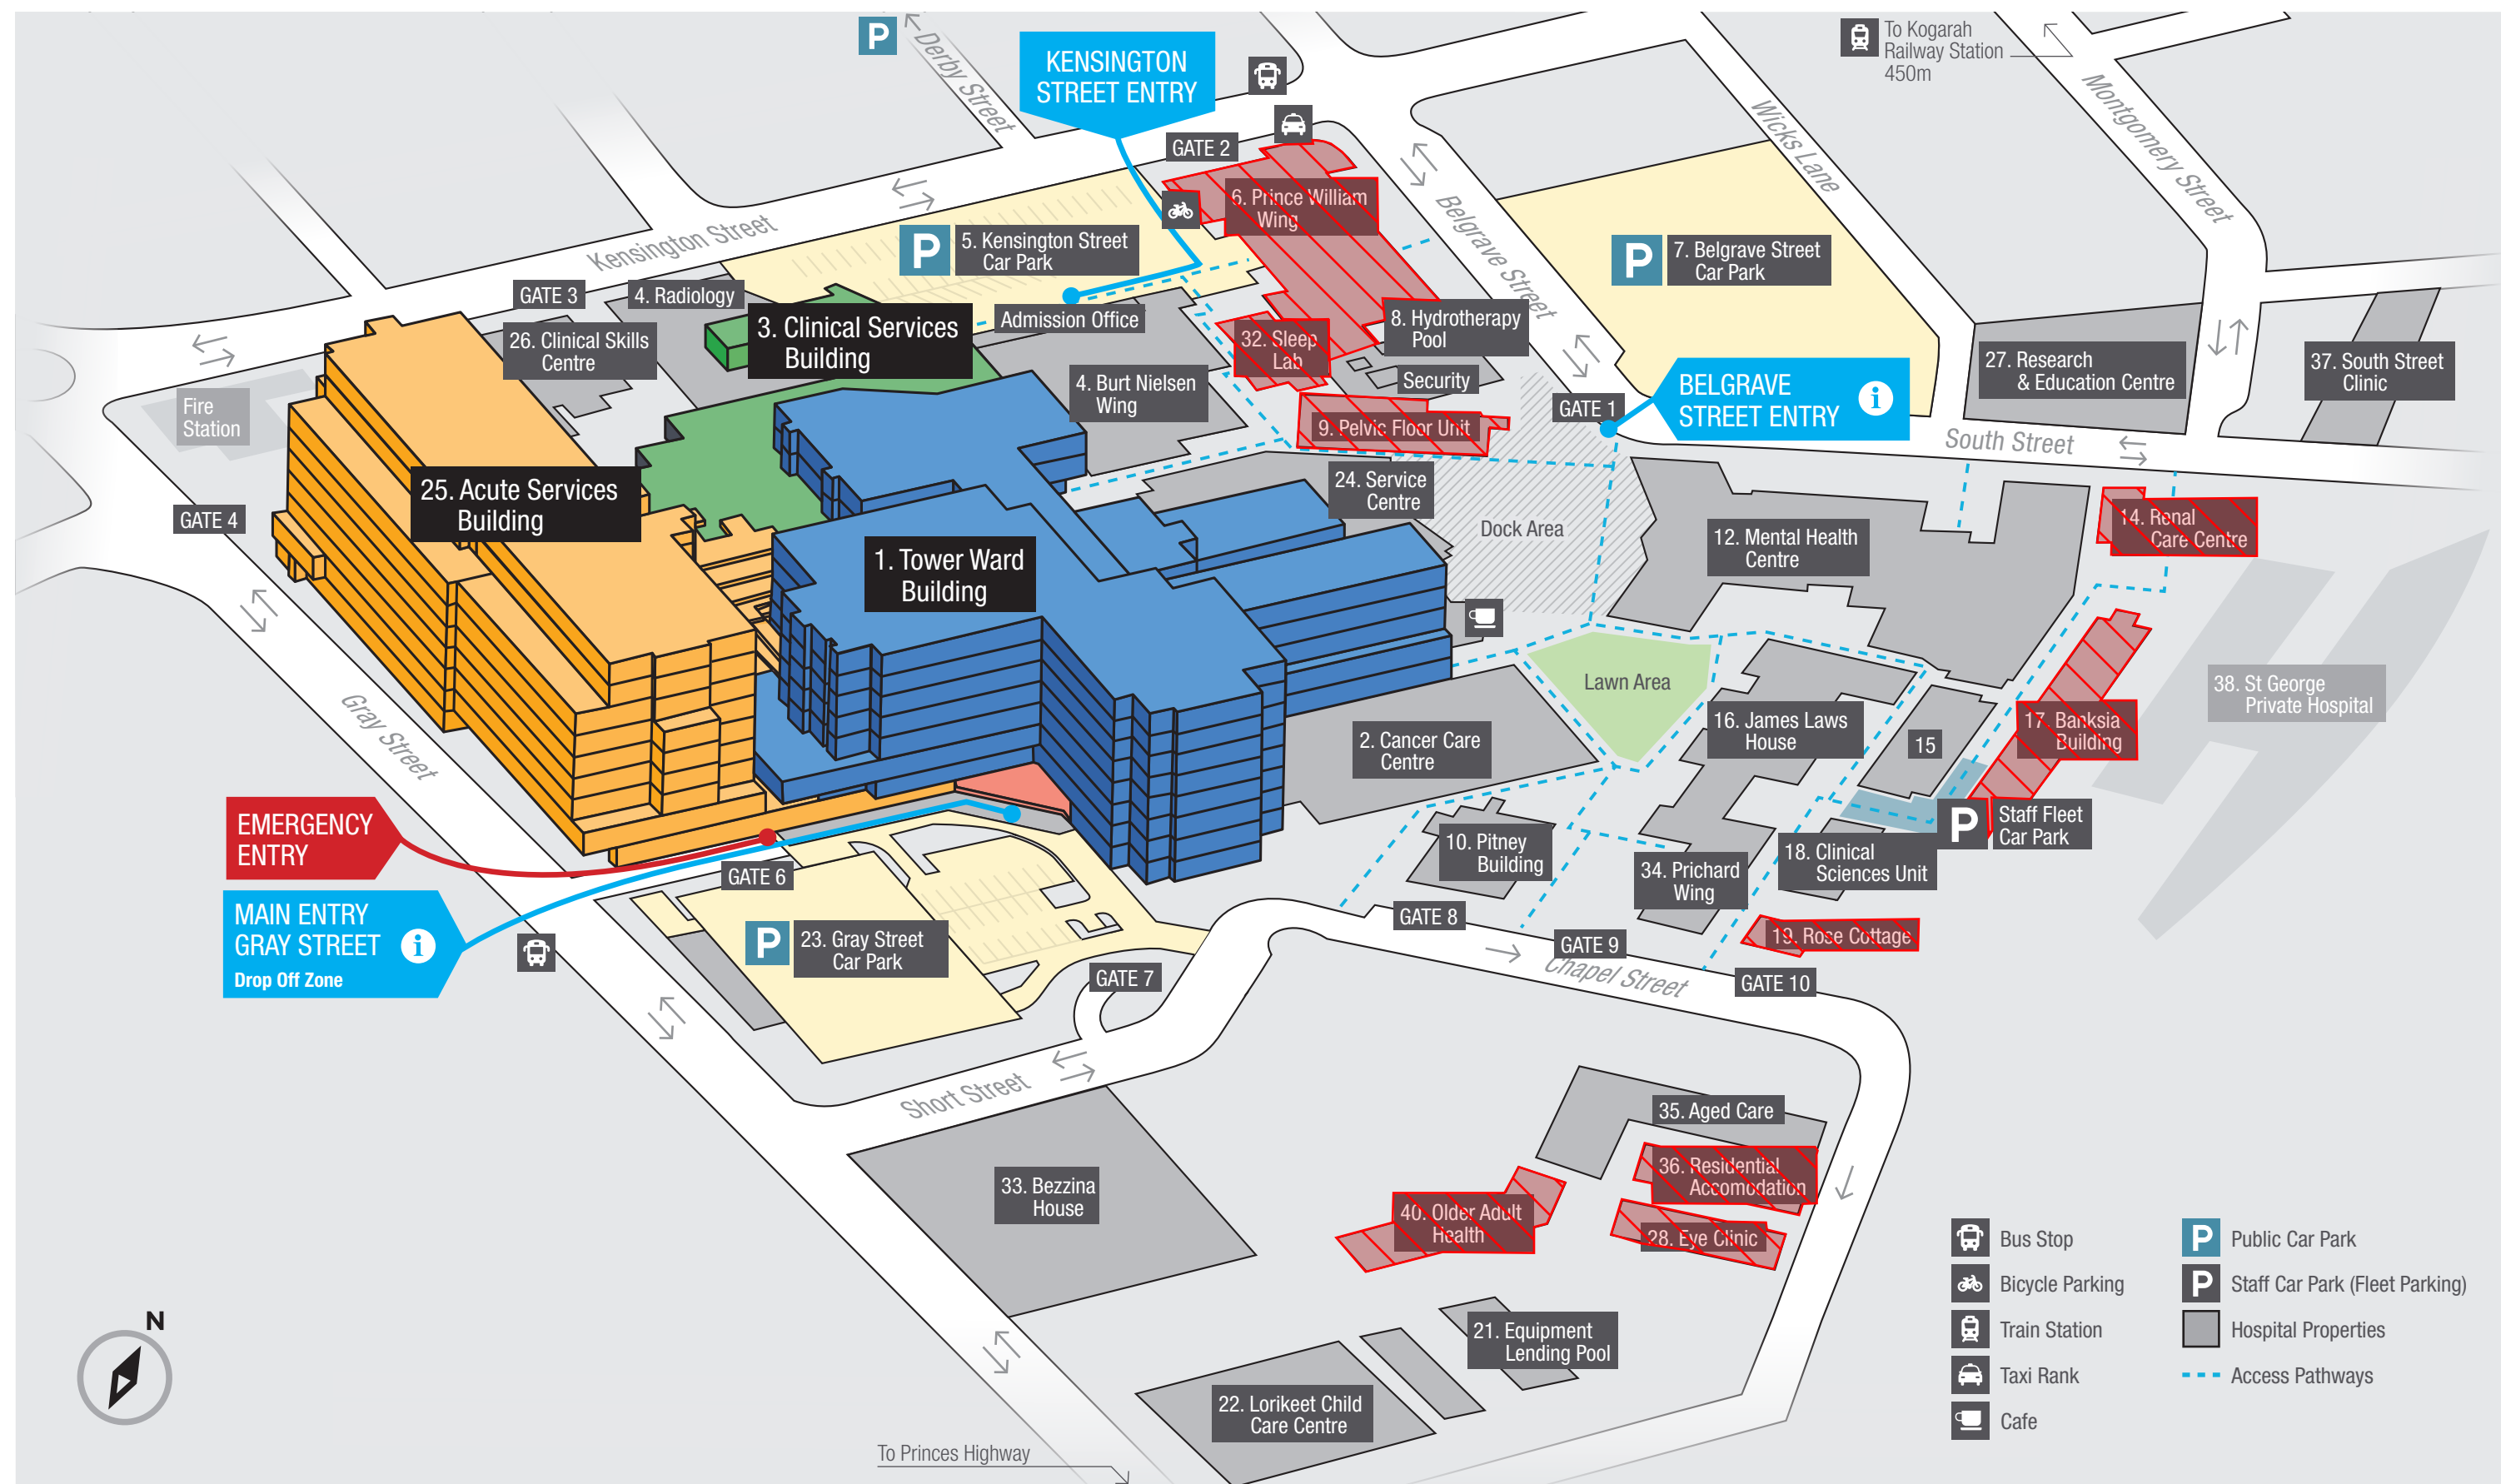 Derby Street
KENSINGTON
STREET ENTRY
To Kogarah
Railway Station
450m
Montgomery Street
Wicks Lane
GATE 2
6. Prince William
Wing
Belgrave Street
Kensington Street
5. Kensington Street
Car Park
7. Belgrave Street
Car Park
GATE 3
4. Radiology
Admission Office
26. Clinical Skills
Centre
3. Clinical Services
Building
32. Sleep
Lab
8. Hydrotherapy
Pool
Security
27. Research
& Education Centre
37. South Street
Clinic
Fire
Station
4. Burt Nielsen
Wing
GATE 1
BELGRAVE
STREET ENTRY
i
9. Pelvic Floor Unit
South Street
25. Acute Services
Building
GATE 4
24. Service
Centre
Dock Area
14. Renal
Care Centre
12. Mental Health
Centre
1. Tower Ward
Building
Lawn Area
38. St George
Private Hospital
Gray Street
2. Cancer Care
Centre
16. James Laws
House
15
17. Banksia
Building
EMERGENCY
ENTRY
Staff Fleet
Car Park
10. Pitney
Building
34. Prichard
Wing
18. Clinical
Sciences Unit
GATE 6
MAIN ENTRY
GRAY STREET
Drop Off Zone
i
23. Gray Street
Car Park
GATE 8
GATE 9
19. Rose Cottage
GATE 7
Chapel Street
GATE 10
Short Street
35. Aged Care
33. Bezzina
House
36. Residential
Accomodation
40. Older Adult
Health
28. Eye Clinic
21. Equipment
Lending Pool
22. Lorikeet Child
Care Centre
To Princes Highway
N
Bus Stop
Bicycle Parking
Train Station
Taxi Rank
Cafe
P Public Car Park
P Staff Car Park (Fleet Parking)
Hospital Properties
Access Pathways
P
P
P
P
P